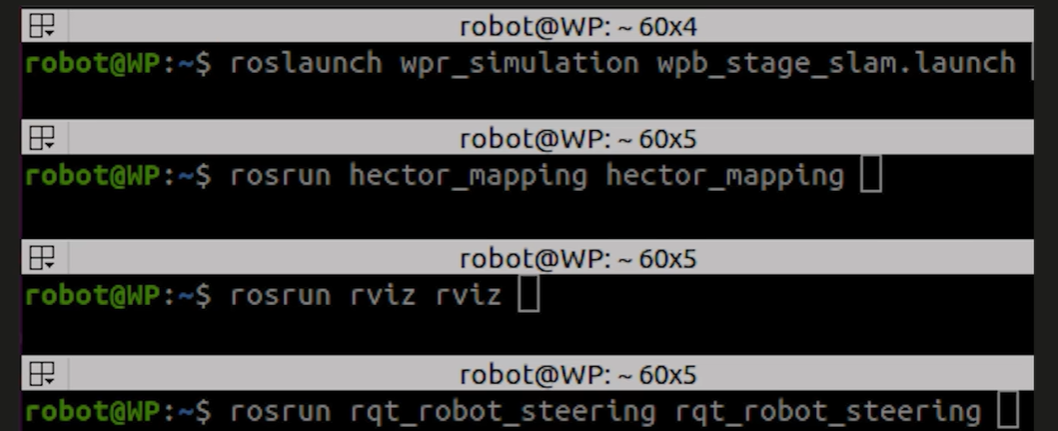 robot@WP: ~ 60x4
robot@WP:~$ roslaunch wpr_simulation wpb_stage_slam.launch
robot@WP: ~ 60x5
robot@WP:~$ rosrun hector_mapping hector_mapping
robot@WP: ~ 60x5
robot@WP:~$ rosrun rviz rviz
robot@WP: ~ 60x5
robot@WP:~$ rosrun rqt_robot_steering rqt_robot_steering